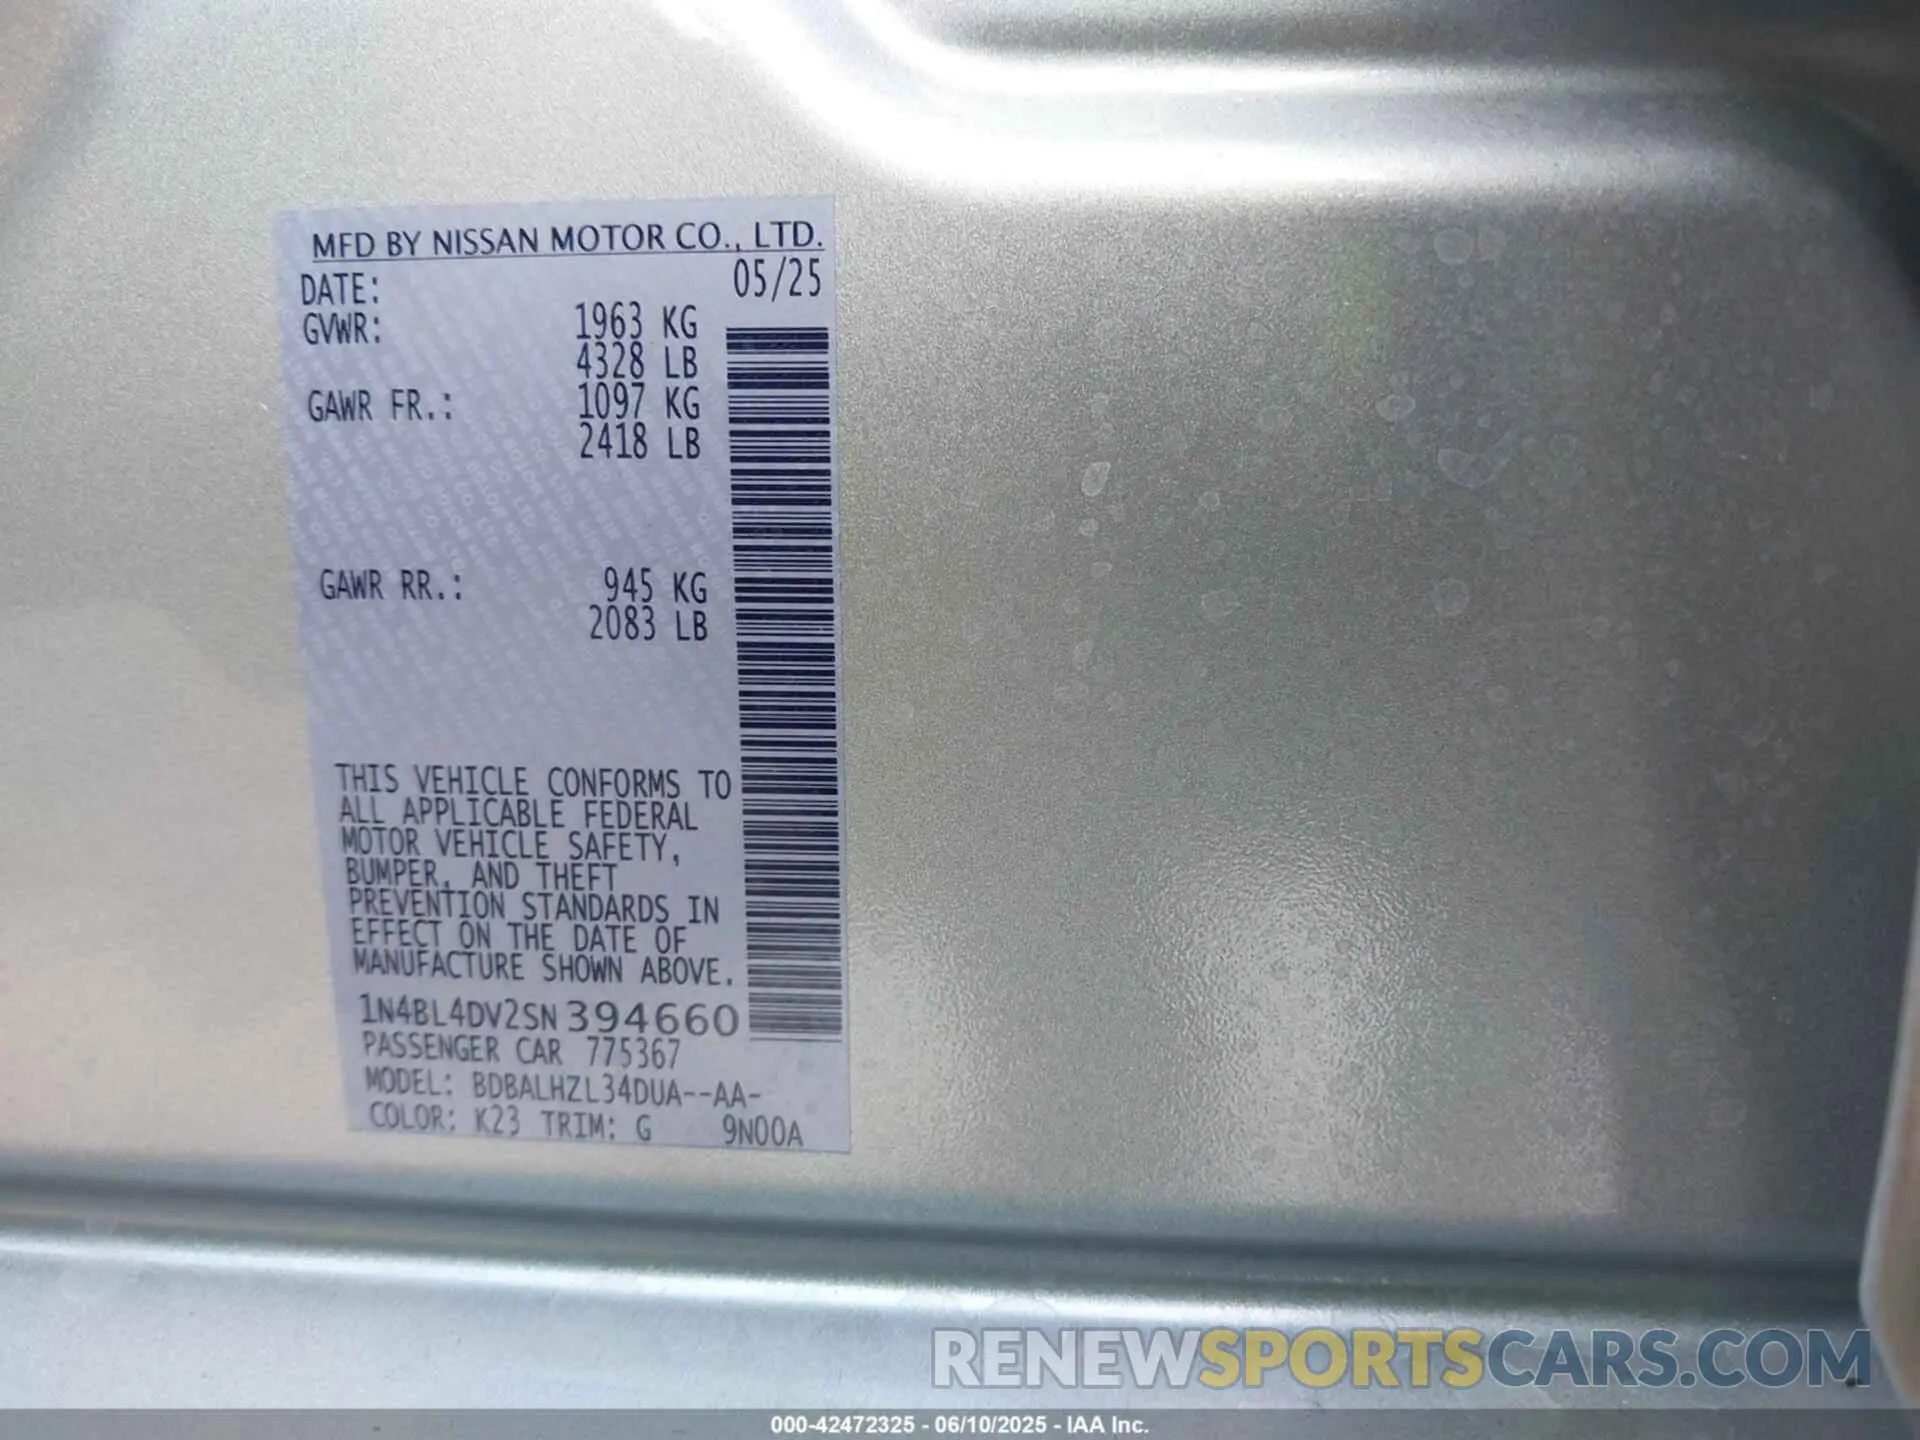 MFD BY NISSAN MOTOR CO., LTD.
DATE: 05/25
GVWR: 1963 KG
4328 LB
GAWR FR.: 1097 KG
2418 LB
GAWR RR.: 945 KG
2083 LB
THIS VEHICLE CONFORMS TO
ALL APPLICABLE FEDERAL
MOTOR VEHICLE SAFETY,
BUMPER, AND THEFT
PREVENTION STANDARDS IN
EFFECT ON THE DATE OF
MANUFACTURE SHOWN ABOVE.
1N4BL4DV2SN394660
PASSENGER CAR 775367
MODEL: BDBALHZL34DUA--AA-
COLOR: K23 TRIM: G 9N00A
RENEWSPORTSCARS.COM
000-42472325 - 06/10/2025 - IAA Inc.